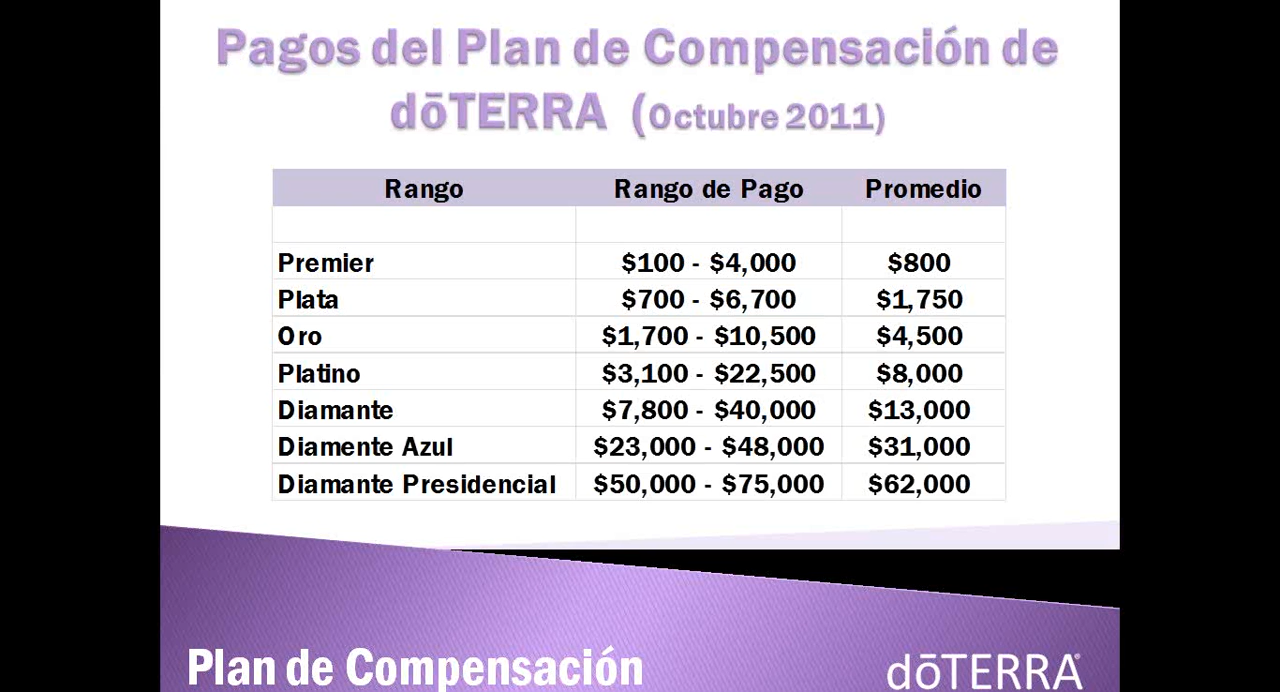 Pagos del Plan de Compensación de
dōTERRA (Octubre 2011)
Rango Rango de Pago Promedio
Premier $100 - $4,000 $800
Plata $700 - $6,700 $1,750
Oro $1,700 - $10,500 $4,500
Platino $3,100 - $22,500 $8,000
Diamante $7,800 - $40,000 $13,000
Diamente Azul $23,000 - $48,000 $31,000
Diamante Presidencial $50,000 - $75,000 $62,000
Plan de Compensación dōTERRA®